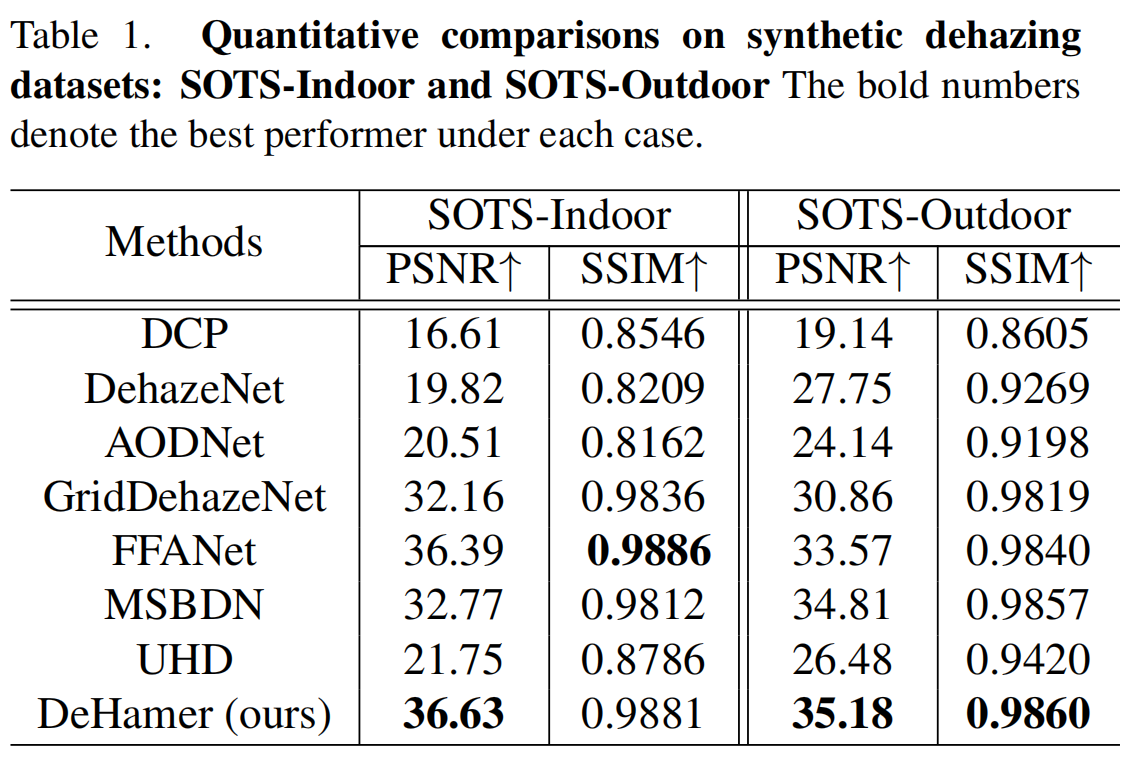 Table 1. Quantitative comparisons on synthetic dehazing
datasets: SOTS-Indoor and SOTS-Outdoor The bold numbers
denote the best performer under each case.
Methods SOTS-Indoor SOTS-Outdoor
PSNR↑ SSIM↑ PSNR↑ SSIM↑
DCP 16.61 0.8546 19.14 0.8605
DehazeNet 19.82 0.8209 27.75 0.9269
AODNet 20.51 0.8162 24.14 0.9198
GridDehazeNet 32.16 0.9836 30.86 0.9819
FFANet 36.39 0.9886 33.57 0.9840
MSBDN 32.77 0.9812 34.81 0.9857
UHD 21.75 0.8786 26.48 0.9420
DeHamer (ours) 36.63 0.9881 35.18 0.9860